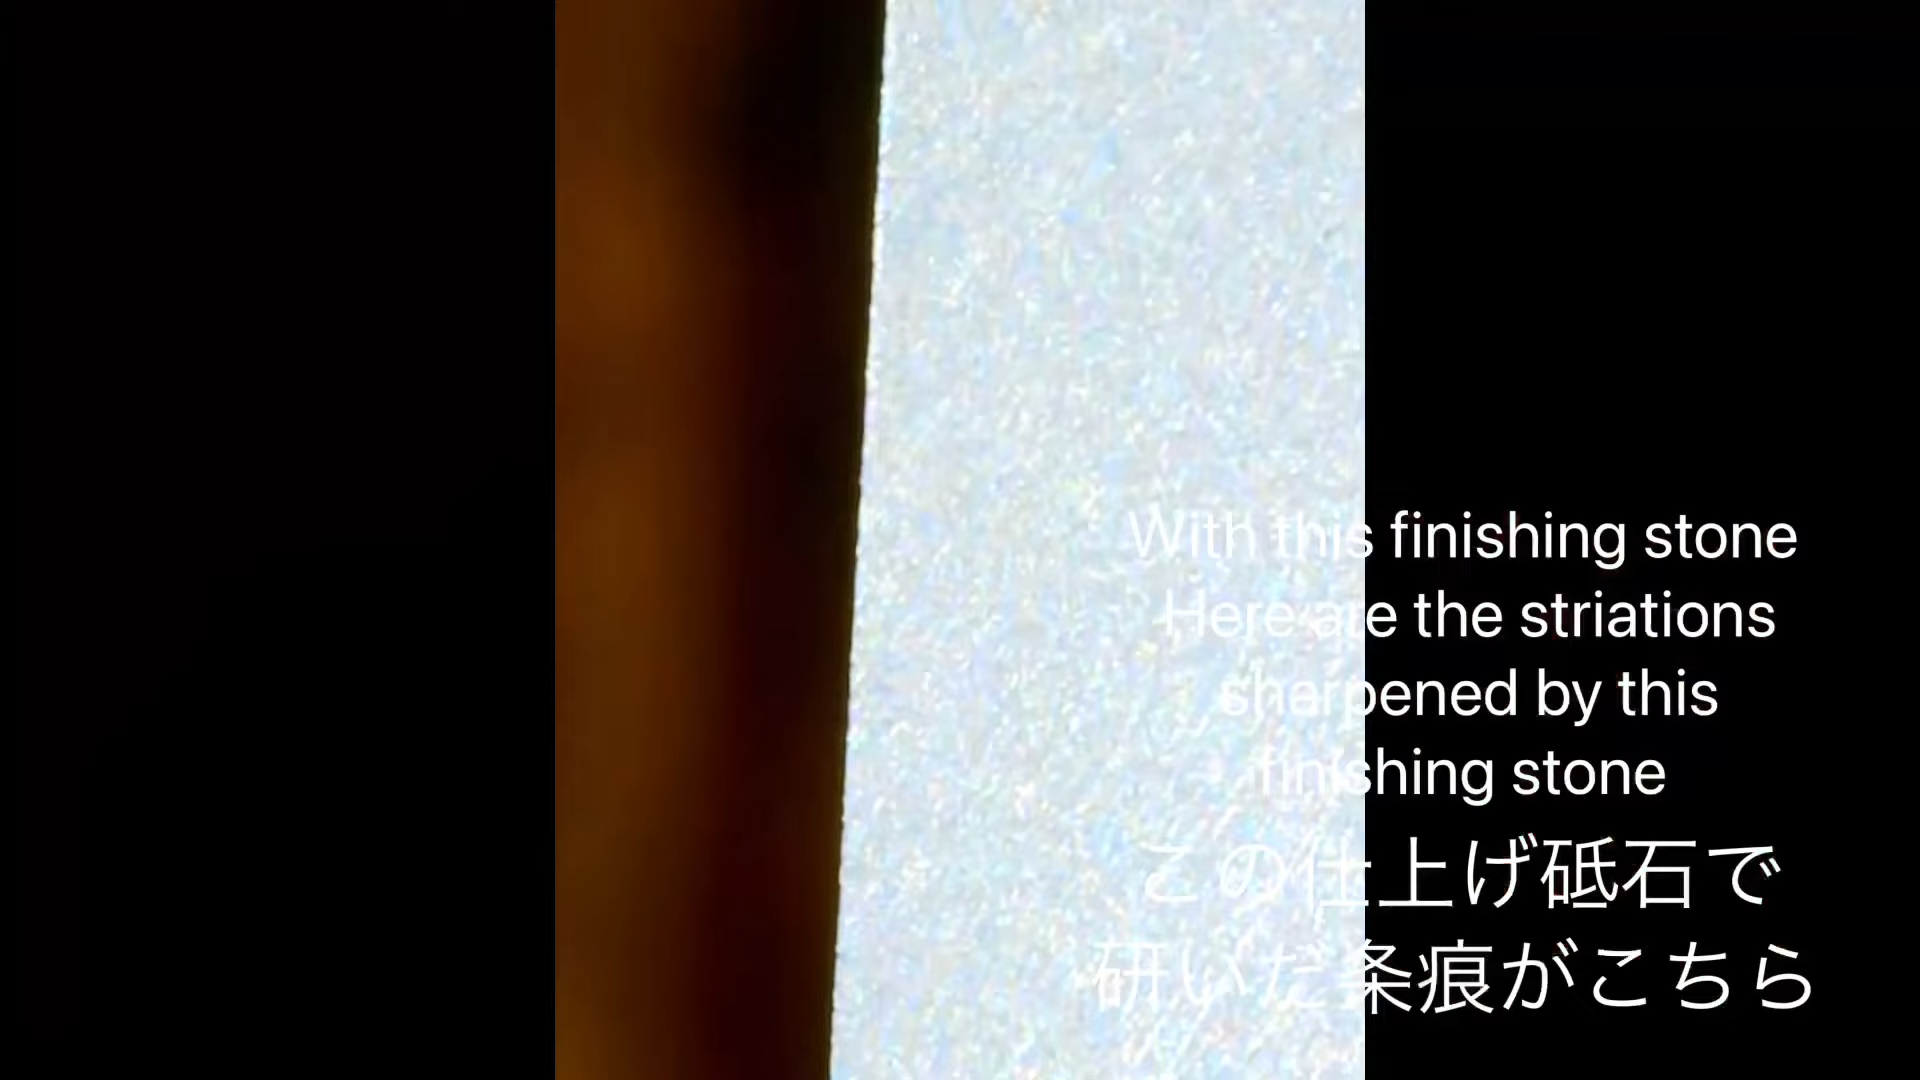 With this finishing stone
Here are the striations
sharpened by this
finishing stone
この仕上げ砥石で
研いだ条痕がこちら